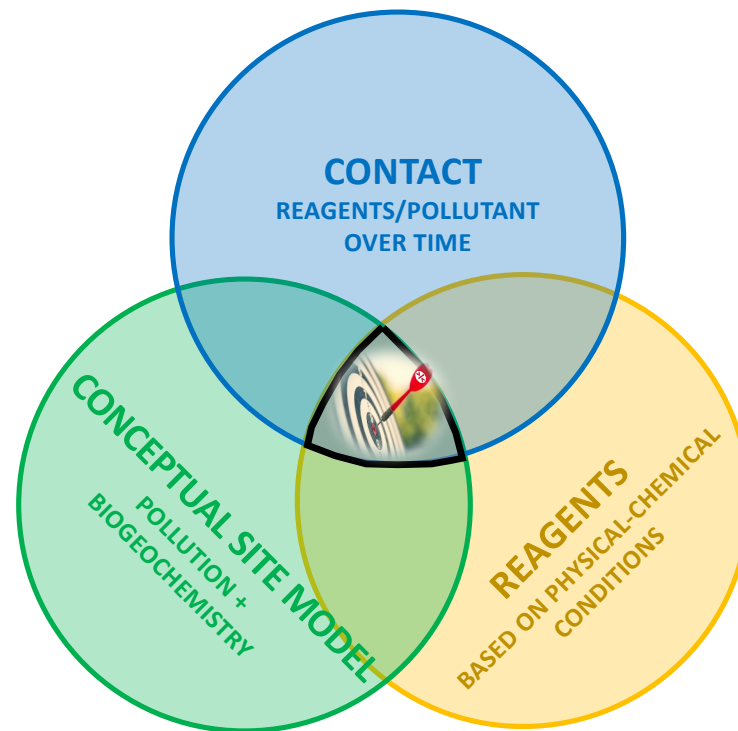 CONTACT
REAGENTS/POLLUTANT
OVER TIME
CONCEPTUAL SITE MODEL
POLLUTION +
BIOGEOCHEMISTRY
REAGENTS
BASED ON PHYSICAL-CHEMICAL
CONDITIONS